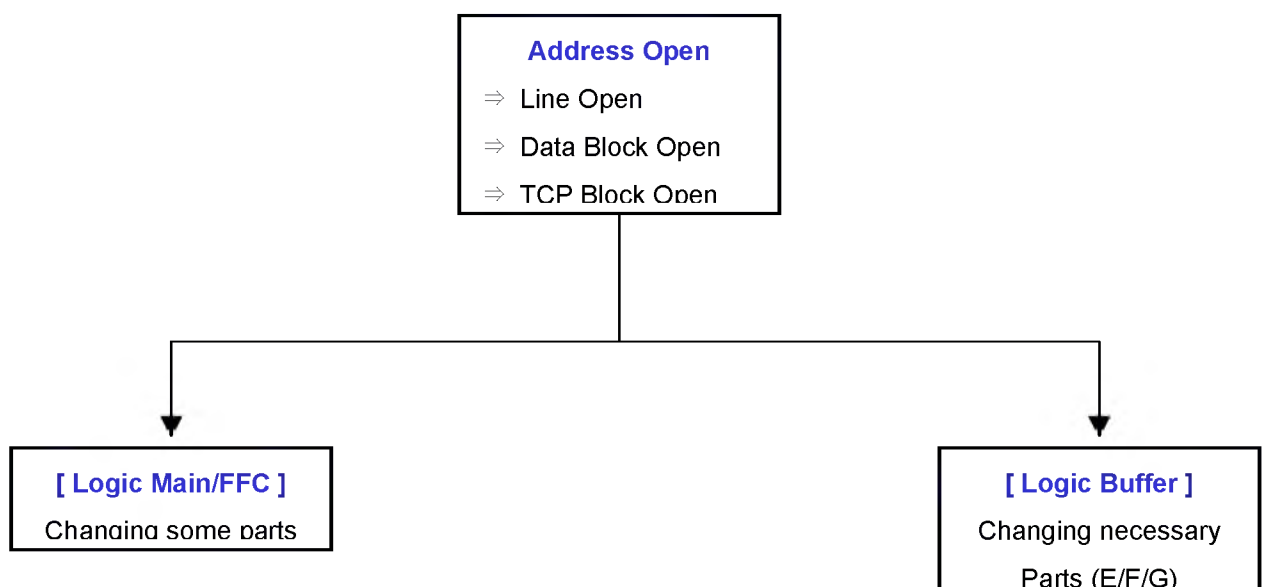 Address Open
⇒ Line Open
⇒ Data Block Open
⇒ TCP Block Open
[ Logic Main/FFC ]
Changing some parts
[ Logic Buffer ]
Changing necessary
Parts (E/F/G)